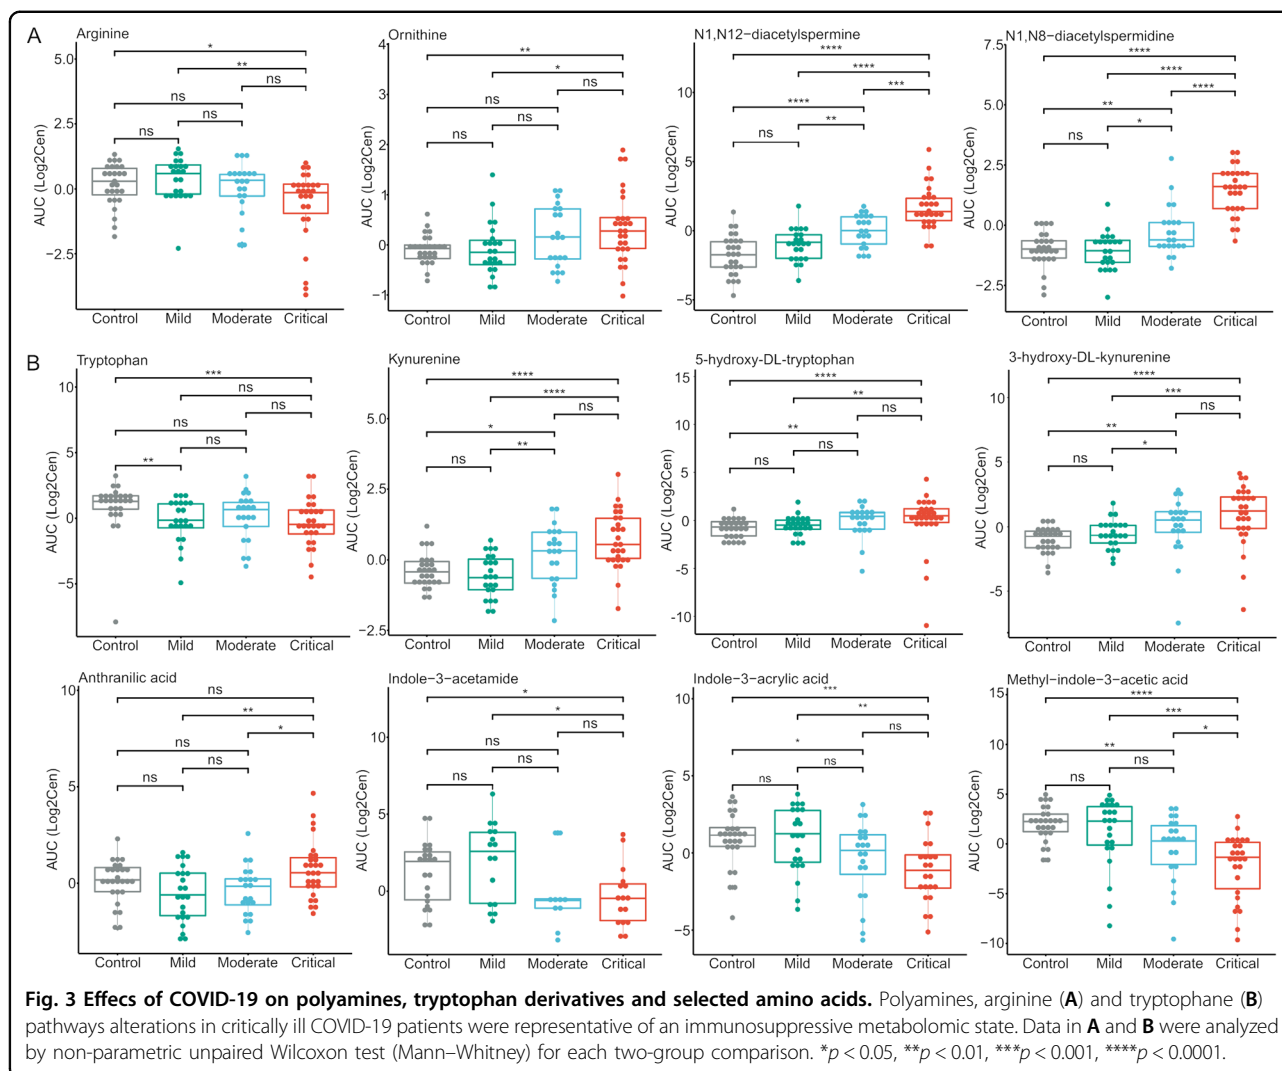 A
Arginine
Ornithine
N1,N12−diacetylspermine
N1,N8−diacetylspermidine
AUC (Log2Cen)
5.0
2.5
0.0
−2.5
*
**
ns
ns
ns
ns
Control Mild Moderate Critical
AUC (Log2Cen)
4
3
2
1
0
−1
**
*
ns
ns
ns
ns
Control Mild Moderate Critical
AUC (Log2Cen)
10
5
0
−5
****
****
***
****
**
ns
Control Mild Moderate Critical
AUC (Log2Cen)
7.5
5.0
2.5
0.0
−2.5
****
****
****
**
*
ns
Control Mild Moderate Critical
B
Tryptophan
Kynurenine
5-hydroxy-DL-tryptophan
3-hydroxy-DL-kynurenine
AUC (Log2Cen)
10
5
0
−5
***
ns
ns
ns
ns
**
Control Mild Moderate Critical
AUC (Log2Cen)
5.0
2.5
0.0
−2.5
****
****
ns
*
**
ns
Control Mild Moderate Critical
AUC (Log2Cen)
15
10
5
0
-5
-10
****
**
ns
**
ns
ns
Control Mild Moderate Critical
AUC (Log2Cen)
10
5
0
-5
****
***
ns
**
*
ns
Control Mild Moderate Critical
Anthranilic acid
Indole−3−acetamide
Indole-3-acrylic acid
Methyl-indole-3-acetic acid
AUC (Log2Cen)
10
5
0
ns
**
*
ns
ns
ns
Control Mild Moderate Critical
AUC (Log2Cen)
10
5
0
*
*
ns
ns
ns
ns
Control Mild Moderate Critical
AUC (Log2Cen)
10
5
0
−5
***
**
ns
*
ns
ns
Control Mild Moderate Critical
AUC (Log2Cen)
15
10
5
0
−5
−10
****
***
*
**
ns
ns
Control Mild Moderate Critical
Fig. 3 Effecs of COVID-19 on polyamines, tryptophan derivatives and selected amino acids. Polyamines, arginine (A) and tryptophane (B)
pathways alterations in critically ill COVID-19 patients were representative of an immunosuppressive metabolomic state. Data in A and B were analyzed
by non-parametric unpaired Wilcoxon test (Mann–Whitney) for each two-group comparison. *p < 0.05, **p < 0.01, ***p < 0.001, ****p < 0.0001.